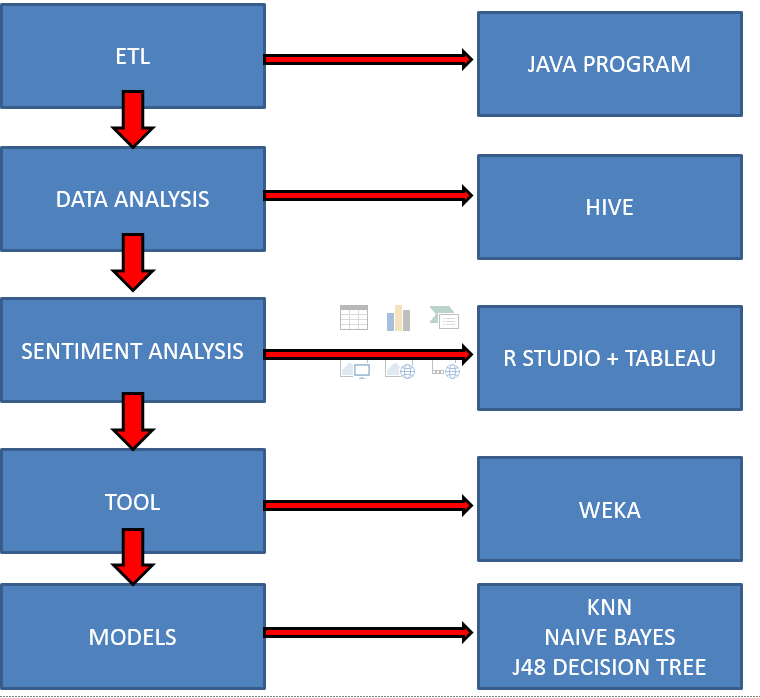 ETL
JAVA PROGRAM
DATA ANALYSIS
HIVE
SENTIMENT ANALYSIS
R STUDIO + TABLEAU
TOOL
WEKA
MODELS
KNN
NAIVE BAYES
J48 DECISION TREE